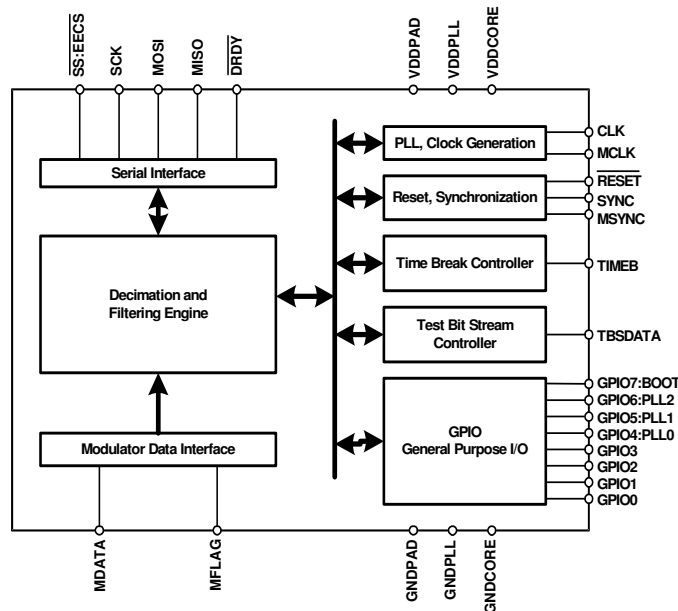 SS:EECS
SCK
MOSI
MISO
DRDY
VDDPAD
VDDPLL
VDDCORE
Serial Interface
Decimation and
Filtering Engine
Modulator Data Interface
PLL, Clock Generation
Reset, Synchronization
Time Break Controller
Test Bit Stream
Controller
GPIO
General Purpose I/O
CLK
MCLK
RESET
SYNC
MSYNC
TIMEB
TBSDATA
GPIO7:BOOT
GPIO6:PLL2
GPIO5:PLL1
GPIO4:PLL0
GPIO3
GPIO2
GPIO1
GPIO0
MDATA
MFLAG
GNDPAD
GNDPLL
GNDCORE